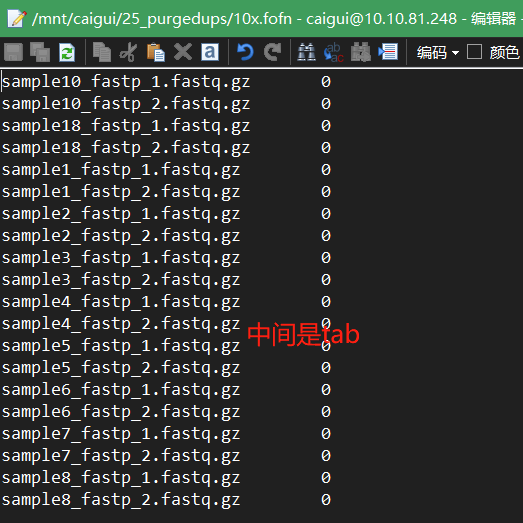 /mnt/caigui/25_purgedups/10x.fofn - caigui@10.10.81.248 - 编辑器
编码 颜色
sample10_fastp_1.fastq.gz	0
sample10_fastp_2.fastq.gz	0
sample18_fastp_1.fastq.gz	0
sample18_fastp_2.fastq.gz	0
sample1_fastp_1.fastq.gz	0
sample1_fastp_2.fastq.gz	0
sample2_fastp_1.fastq.gz	0
sample2_fastp_2.fastq.gz	0
sample3_fastp_1.fastq.gz	0
sample3_fastp_2.fastq.gz	0
sample4_fastp_1.fastq.gz	0
sample4_fastp_2.fastq.gz	0
中间是tab
sample5_fastp_1.fastq.gz	0
sample5_fastp_2.fastq.gz	0
sample6_fastp_1.fastq.gz	0
sample6_fastp_2.fastq.gz	0
sample7_fastp_1.fastq.gz	0
sample7_fastp_2.fastq.gz	0
sample8_fastp_1.fastq.gz	0
sample8_fastp_2.fastq.gz	0